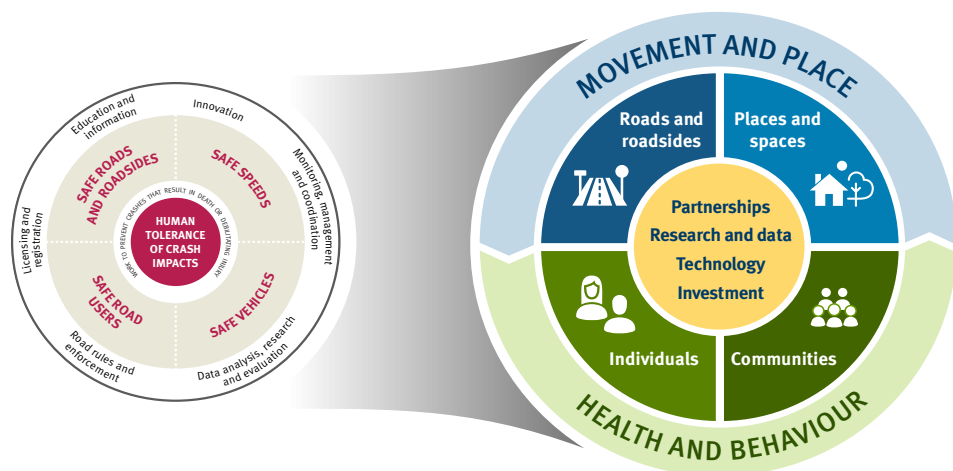 Education and
information
Innovation
Monitoring, management
and coordination
Data analysis, research
and evaluation
Road rules and
enforcement
Licensing and
registration
SAFE ROADS
AND ROADSIDES
SAFE SPEEDS
SAFE VEHICLES
SAFE ROAD
USERS
WORK TO PREVENT CRASHES THAT RESULT IN DEATH OR DEBILITATING INJURY
HUMAN
TOLERANCE
OF CRASH
IMPACTS
MOVEMENT AND PLACE
Roads and
roadsides
Places and
spaces
Partnerships
Research and data
Technology
Investment
Individuals
Communities
HEALTH AND BEHAVIOUR